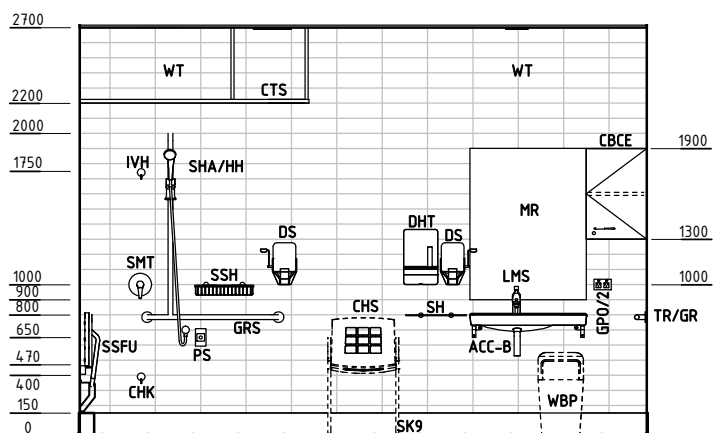 2700
WT
WT
CTS
2200
2000
CBCE
1900
1750
IVH
SHA/HH
MR
DS
DHT
DS
1300
SMT
SSH
LMS
1000
1000
900
800
CHS
SH
GPO/2
TR/GR
GRS
650
SSFU
PS
ACC-B
470
400
CHK
WBP
150
0
SK9